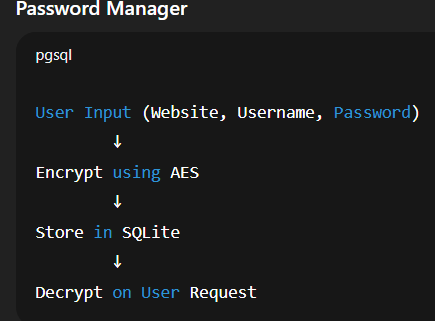 Password Manager
pgsql
User Input (Website, Username, Password)
↓
Encrypt using AES
↓
Store in SQLite
↓
Decrypt on User Request